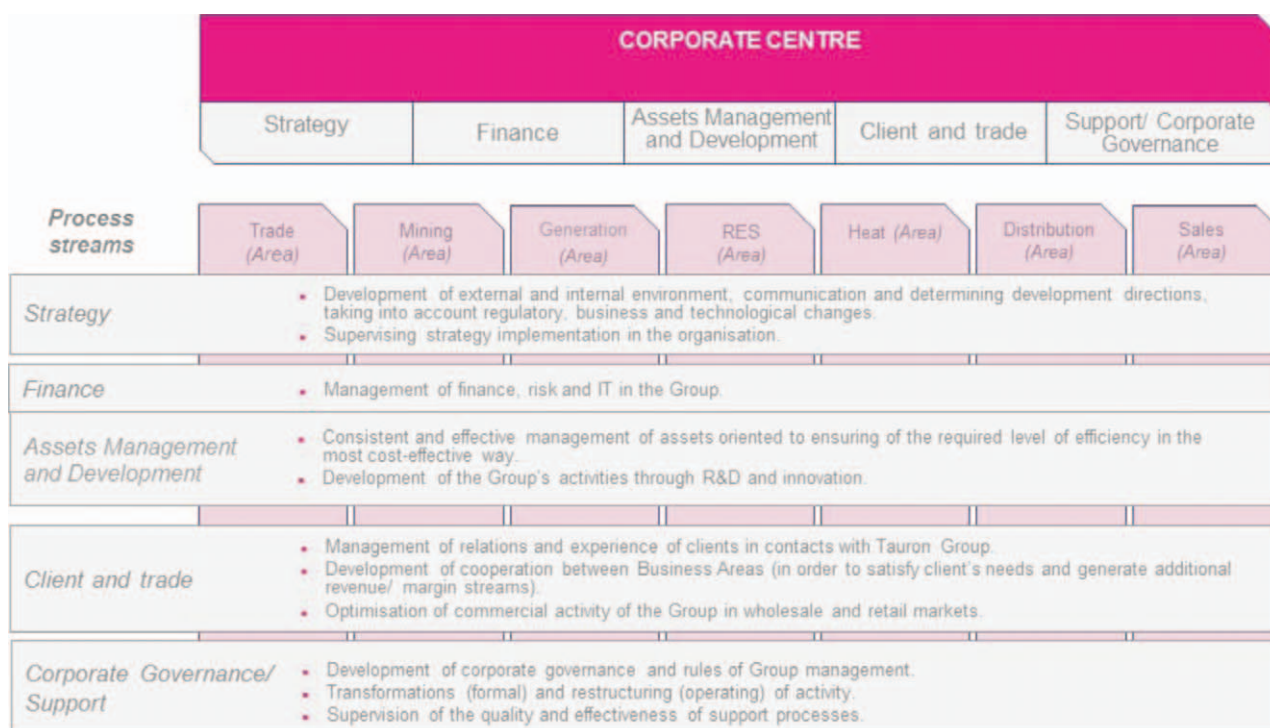 CORPORATE CENTRE
Strategy
Finance
Assets Management
and Development
Client and trade
Support/ Corporate
Governance
Process
streams
Trade
(Area)
Mining
(Area)
Generation
(Area)
RES
(Area)
Heat (Area)
Distribution
(Area)
Sales
(Area)
Strategy
▪ Development of external and internal environment, communication and determining development directions,
taking into account regulatory, business and technological changes.
▪ Supervising strategy implementation in the organisation.
Finance
▪ Management of finance, risk and IT in the Group.
Assets Management
and Development
▪ Consistent and effective management of assets oriented to ensuring of the required level of efficiency in the
most cost-effective way.
▪ Development of the Group's activities through R&D and innovation.
Client and trade
▪ Management of relations and experience of clients in contacts with Tauron Group.
▪ Development of cooperation between Business Areas (in order to satisfy client's needs and generate additional
revenue/ margin streams).
▪ Optimisation of commercial activity of the Group in wholesale and retail markets.
Corporate Governance/
Support
▪ Development of corporate governance and rules of Group management.
▪ Transformations (formal) and restructuring (operating) of activity.
▪ Supervision of the quality and effectiveness of support processes.